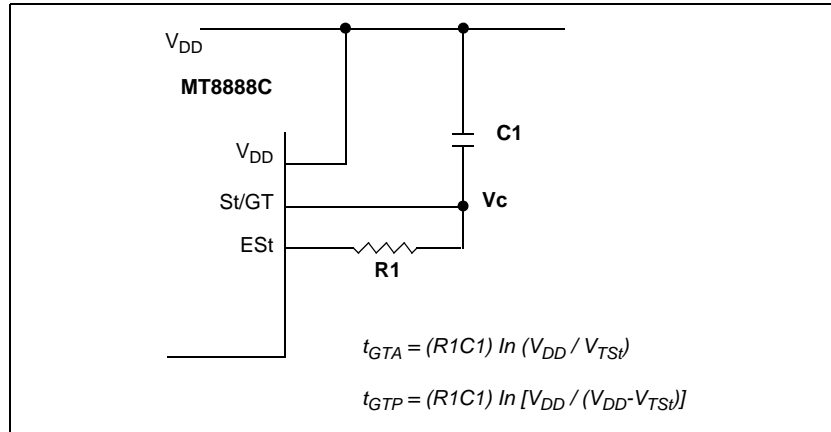 VDD
MT8888C
C1
VDD
St/GT
Vc
ESt
R1
tGTA = (R1C1) In (VDD / VTSt)
tGTP = (R1C1) In [VDD / (VDD-VTSt)]